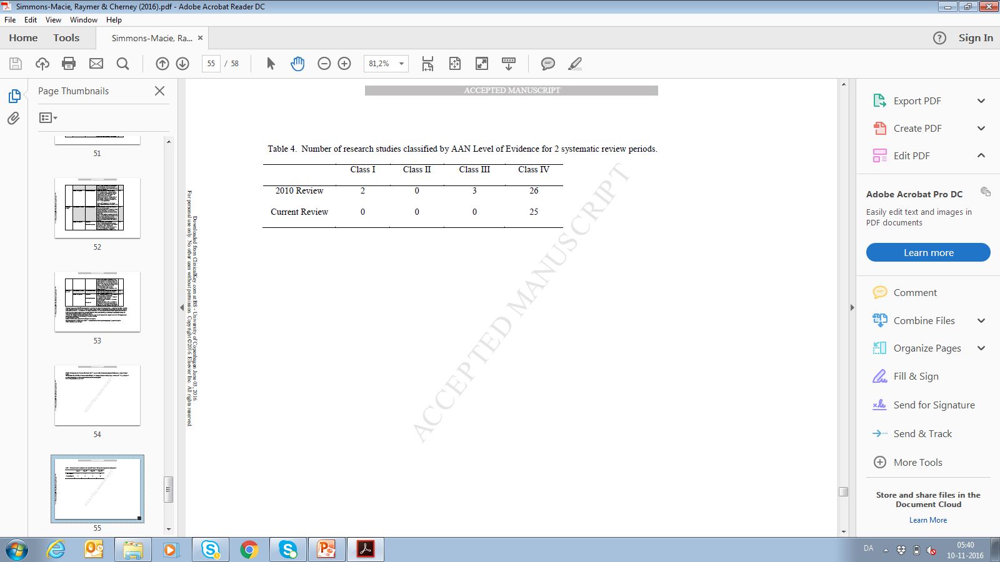 Simmons-Macie, Raymer & Cherney (2016).pdf - Adobe Acrobat Reader DC
File Edit View Window Help
Home Tools Simmons-Macie, Ra... ×
? Sign In
55 / 58 81,2%
Page Thumbnails
51
52
53
54
55
ACCEPTED MANUSCRIPT
Table 4. Number of research studies classified by AAN Level of Evidence for 2 systematic review periods.
Class I Class II Class III Class IV
2010 Review 2 0 3 26
Current Review 0 0 0 25
ACCEPTED MANUSCRIPT
Downloaded from ClinicalKey.com at BS - University of Copenhagen June 03, 2016.
For personal use only. No other uses without permission. Copyright ©2016. Elsevier Inc. All rights reserved.
Export PDF
Create PDF
Edit PDF
Adobe Acrobat Pro DC
Easily edit text and images in
PDF documents
Learn more
Comment
Combine Files
Organize Pages
Fill & Sign
Send for Signature
Send & Track
More Tools
Store and share files in the
Document Cloud
Learn More
DA
05:40
10-11-2016